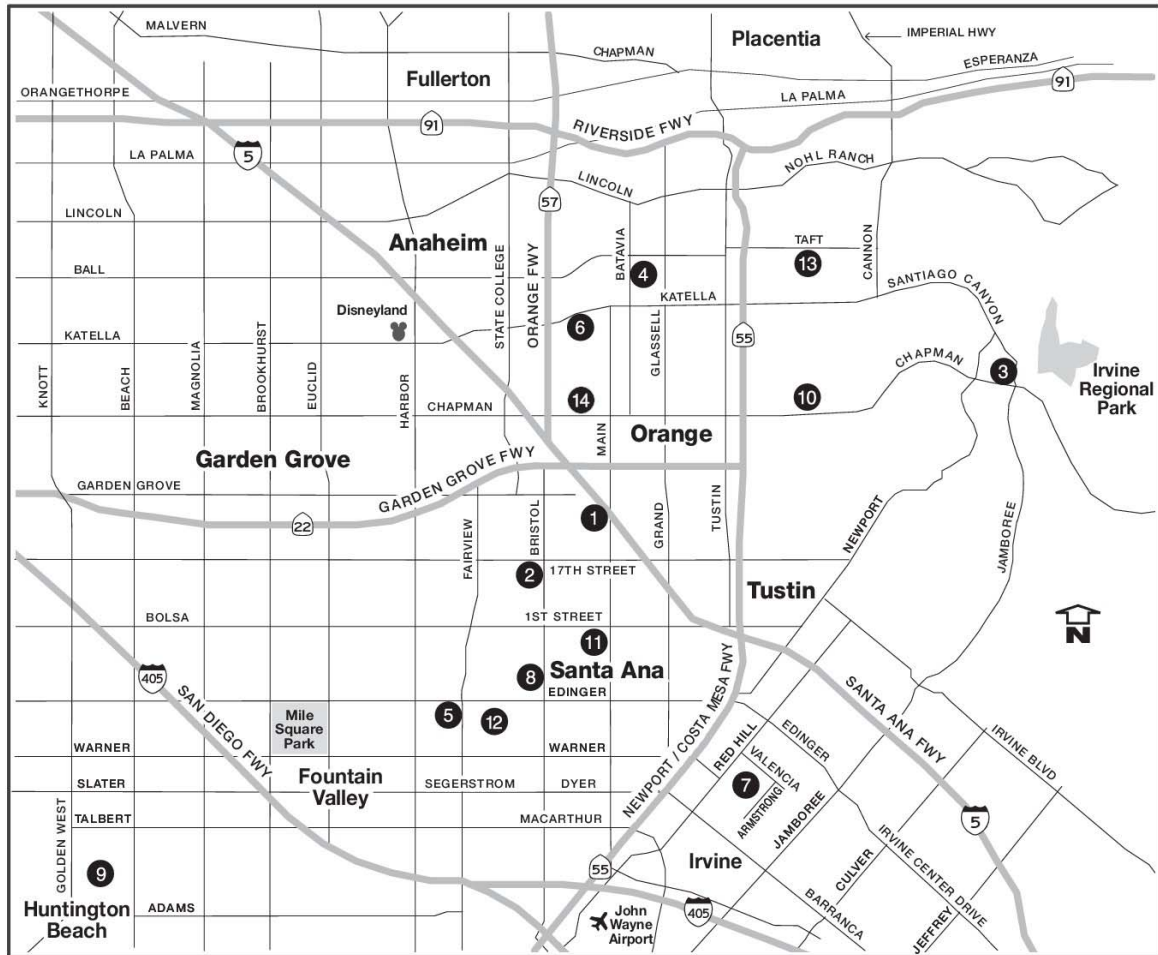 MALVERN
CHAPMAN
Placentia
IMPERIAL HWY
ESPERANZA
Fullerton
ORANGETHORPE
LA PALMA
91
91
RIVERSIDE FWY
LA PALMA
5
NOHL RANCH
LINCOLN
57
LINCOLN
Anaheim
STATE COLLEGE
ORANGE FWY
BATAVIA
TAFT
13
CANNON
BALL
4
SANTIAGO CANYON
KATELLA
Disneyland
6
GLASSELL
55
KATELLA
CHAPMAN
3
Irvine
Regional
Park
KNOTT
BEACH
MAGNOLIA
BROOKHURST
EUCLID
HARBOR
CHAPMAN
14
MAIN
10
Orange
Garden Grove
GARDEN GROVE FWY
GARDEN GROVE
22
FAIRVIEW
BRISTOL
1
GRAND
TUSTIN
NEWPORT
JAMBOREE
2
17TH STREET
Tustin
BOLSA
1ST STREET
N
11
405
SAN DIEGO FWY
8
Santa Ana
EDINGER
NEWPORT / COSTA MESA FWY
SANTA ANA FWY
Mile
Square
Park
5
12
WARNER
WARNER
RED HILL
EDINGER
IRVINE BLVD
VALENCIA
Fountain
Valley
SLATER
SEGERSTROM
DYER
7
ARMSTRONG
JAMBOREE
GOLDEN WEST
TALBERT
MACARTHUR
5
Irvine
55
CULVER
IRVINE CENTER DRIVE
9
BARRANCA
Huntington
Beach
ADAMS
John
Wayne
Airport
405
JEFFREY